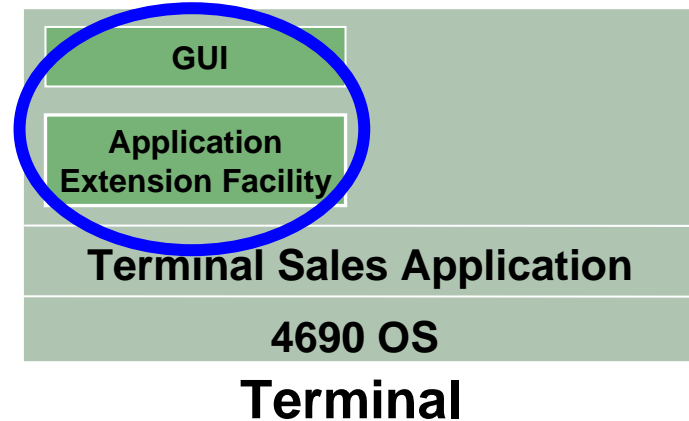 GUI
Application
Extension Facility
Terminal Sales Application
4690 OS
Terminal